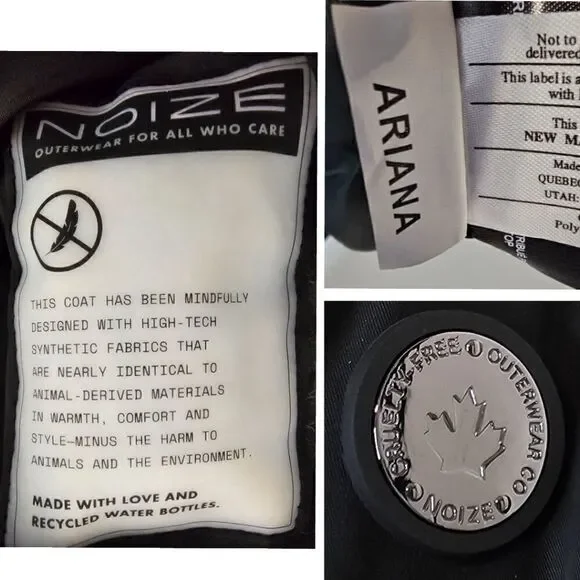 NOIZE
OUTERWEAR FOR ALL WHO CARE
THIS COAT HAS BEEN MINDFULLY
DESIGNED WITH HIGH-TECH
SYNTHETIC FABRICS THAT
ARE NEARLY IDENTICAL TO
ANIMAL-DERIVED MATERIALS
IN WARMTH, COMFORT AND
STYLE—MINUS THE HARM TO
ANIMALS AND THE ENVIRONMENT.
MADE WITH LOVE AND
RECYCLED WATER BOTTLES.
ARIANA
Not to
delivered
This label is a
with
This
NEW
Made
QUEBEC
UTAH:
Poly
NOIZE CRUELTY-FREE OUTERWEAR CO